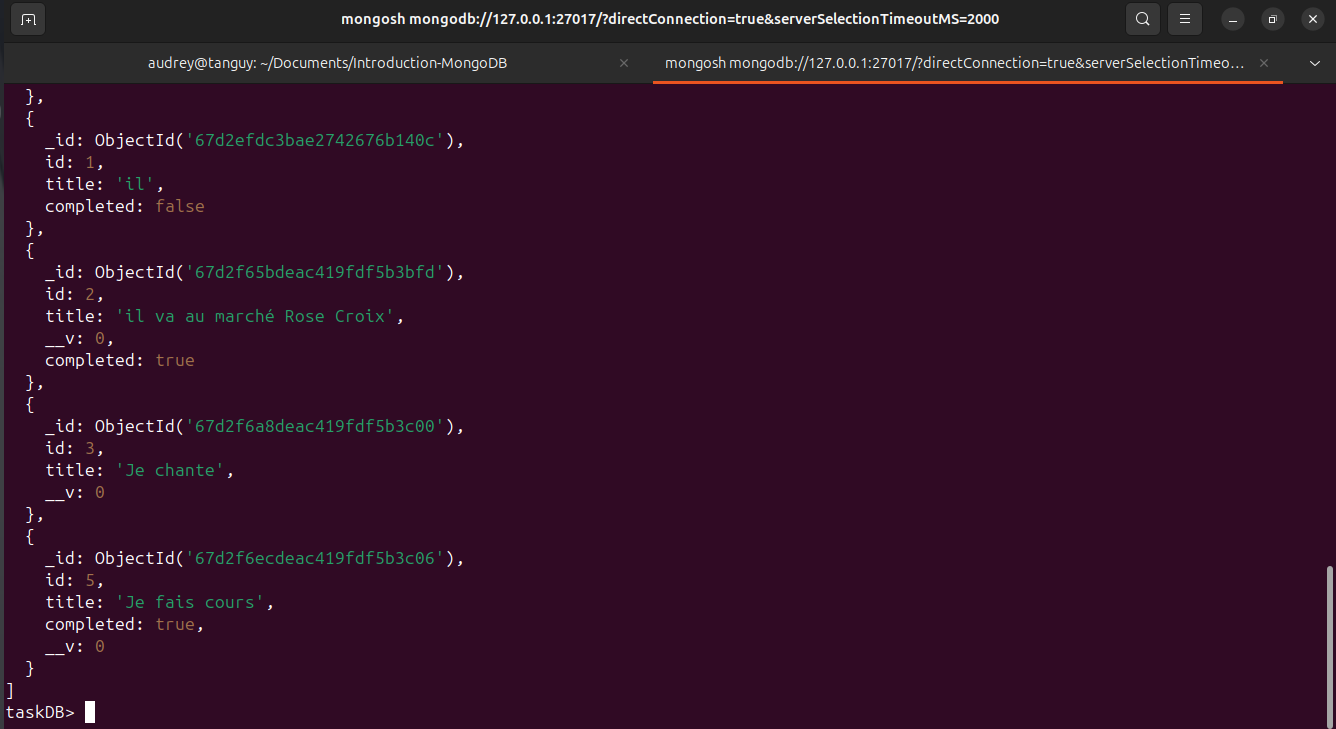 mongosh mongodb://127.0.0.1:27017/?directConnection=true&serverSelectionTimeoutMS=2000
audrey@tanguy: ~/Documents/Introduction-MongoDB
mongosh mongodb://127.0.0.1:27017/?directConnection=true&serverSelectionTimeo…
  },
  {
    _id: ObjectId('67d2efdc3bae2742676b140c'),
    id: 1,
    title: 'il',
    completed: false
  },
  {
    _id: ObjectId('67d2f65bdeac419fdf5b3bfd'),
    id: 2,
    title: 'il va au marché Rose Croix',
    __v: 0,
    completed: true
  },
  {
    _id: ObjectId('67d2f6a8deac419fdf5b3c00'),
    id: 3,
    title: 'Je chante',
    __v: 0
  },
  {
    _id: ObjectId('67d2f6ecdeac419fdf5b3c06'),
    id: 5,
    title: 'Je fais cours',
    completed: true,
    __v: 0
  }
]
taskDB>